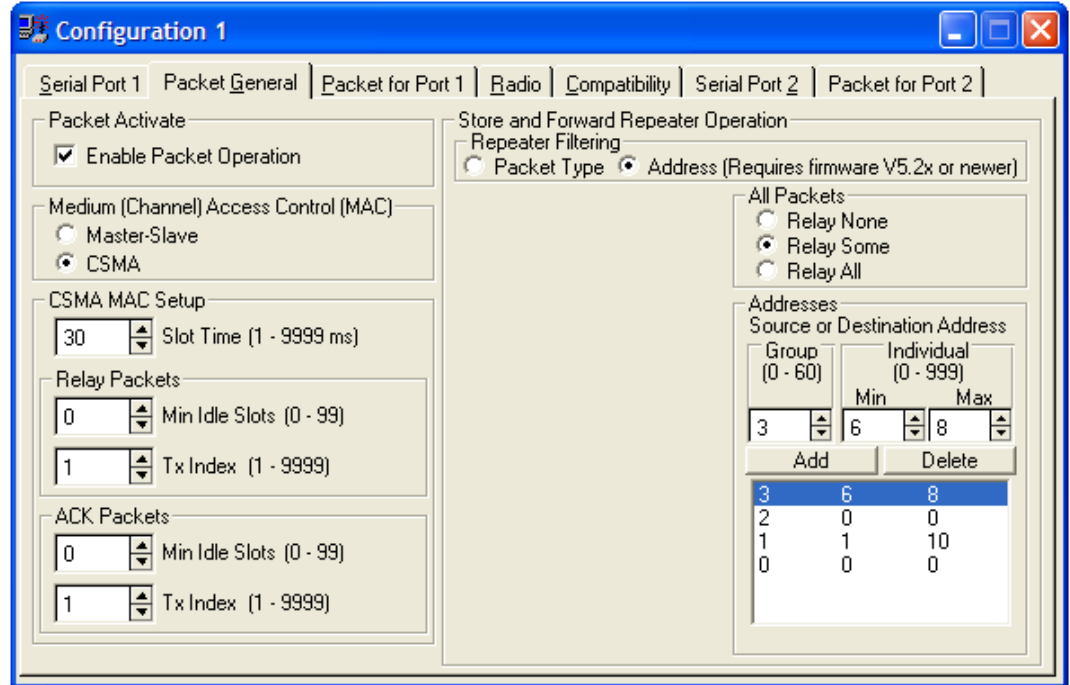 Configuration 1
Serial Port 1 Packet General Packet for Port 1 Radio Compatibility Serial Port 2 Packet for Port 2
Packet Activate
Enable Packet Operation
Medium (Channel) Access Control (MAC)
Master-Slave
CSMA
CSMA MAC Setup
30 Slot Time (1 - 9999 ms)
Relay Packets
0 Min Idle Slots (0 - 99)
1 Tx Index (1 - 9999)
ACK Packets
0 Min Idle Slots (0 - 99)
1 Tx Index (1 - 9999)
Store and Forward Repeater Operation
Repeater Filtering
Packet Type Address (Requires firmware V5.2x or newer)
All Packets
Relay None
Relay Some
Relay All
Addresses
Source or Destination Address
Group Individual
(0 - 60) (0 - 999)
Min Max
3 6 8
Add Delete
3 6 8
2 0 0
1 1 10
0 0 0